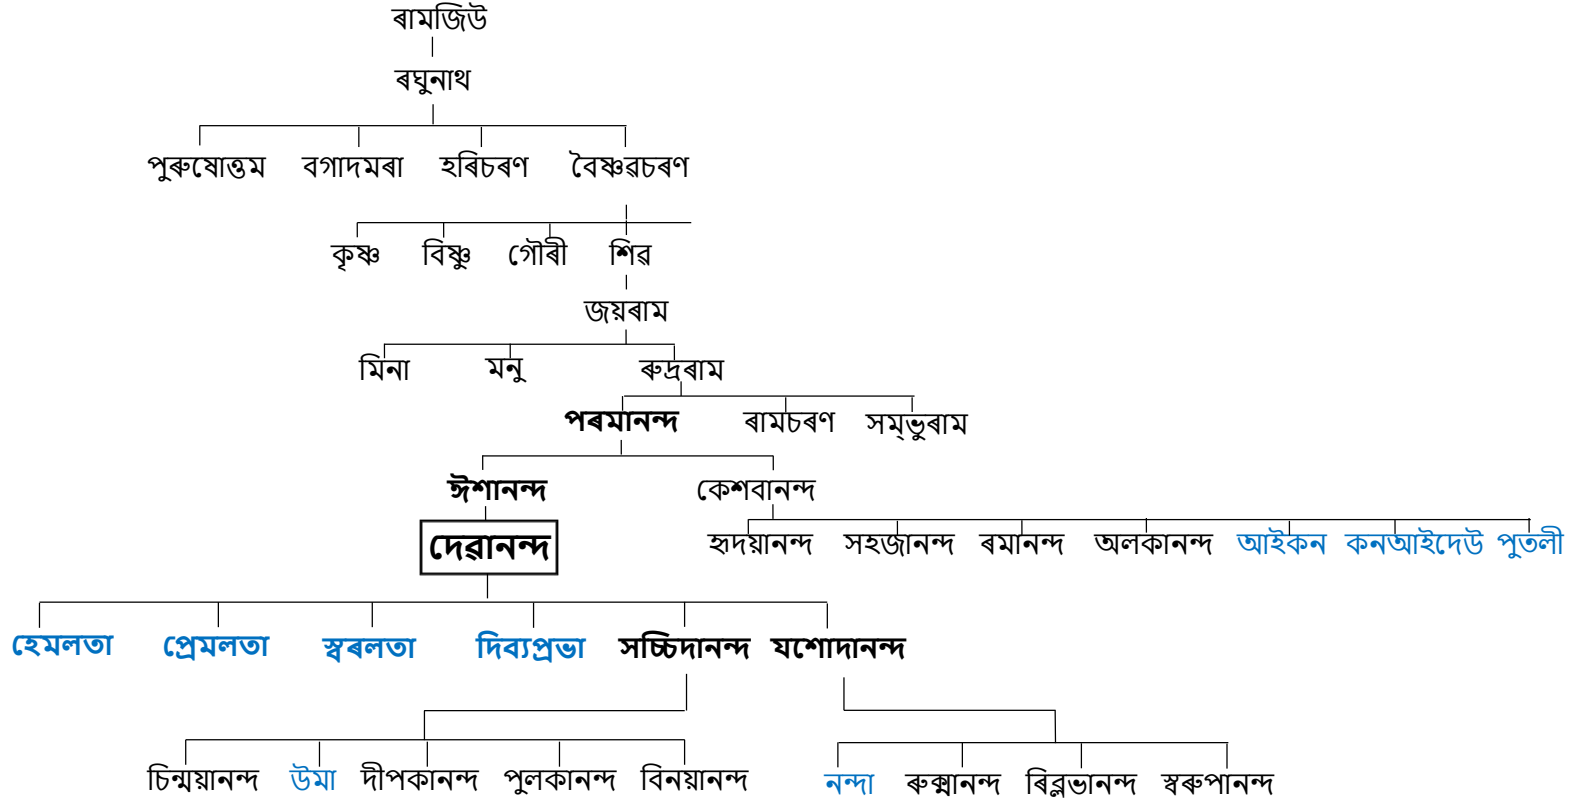 ৰামজিউ
ৰঘুনাথ
পুৰুষোত্তম বগাদমৰা হৰিচৰণ বৈষ্ণৱচৰণ
কৃষ্ণ বিষ্ণু গৌৰী শিৱ
জয়ৰাম
মিনা মনু ৰুদ্ৰৰাম
পৰমানন্দ ৰামচৰণ সম্ভুৰাম
ঈশানন্দ কেশবানন্দ
দেৱানন্দ হৃদয়ানন্দ সহজানন্দ ৰমানন্দ অলকানন্দ আইকন কনআইদেউ পুতলী
হেমলতা প্ৰেমলতা স্বৰলতা দিব্যপ্ৰভা সচ্চিদানন্দ যশোদানন্দ
চিন্ময়ানন্দ উমা দীপকানন্দ পুলকানন্দ বিনয়ানন্দ নন্দা ৰুক্মানন্দ স্বৰুপানন্দ